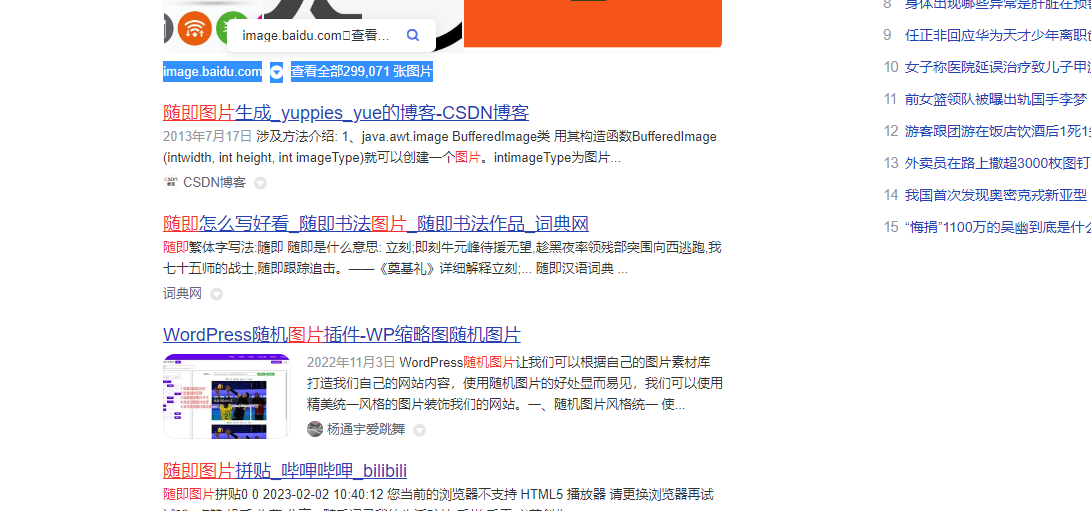 image.baidu.com▯查看...
image.baidu.com 查看全部299,071 张图片
随即图片生成_yuppies_yue的博客-CSDN博客
2013年7月17日 涉及方法介绍: 1、java.awt.image BufferedImage类 用其构造函数BufferedImage
(intwidth, int height, int imageType)就可以创建一个图片。intimageType为图片...
CSDN博客
随即怎么写好看_随即书法图片_随即书法作品_词典网
随即繁体字写法:随即 随即是什么意思: 立刻;即刻牛元峰待援无望,趁黑夜率领残部突围向西逃跑,我
七十五师的战士,随即跟踪追击。——《奠基礼》详细解释立刻;... 随即汉语词典 ...
词典网
WordPress随机图片插件-WP缩略图随机图片
2022年11月3日 WordPress随机图片让我们可以根据自己的图片素材库
打造我们自己的网站内容，使用随机图片的好处显而易见，我们可以使用
精美统一风格的图片装饰我们的网站。一、随机图片风格统一 使...
杨通宇爱跳舞
随即图片拼贴_哔哩哔哩_bilibili
随即图片拼贴0 0 2023-02-02 10:40:12 您当前的浏览器不支持 HTML5 播放器 请更换浏览器再试
8 身体出现哪些异常是肝脏在预
9 任正非回应华为天才少年离职
10 女子称医院延误治疗致儿子甲
11 前女篮领队被曝出轨国手李梦
12 游客跟团游在饭店饮酒后1死1
13 外卖员在路上撒超3000枚图钉
14 我国首次发现奥密克戎新亚型
15 “悔捐”1100万的吴幽到底是什